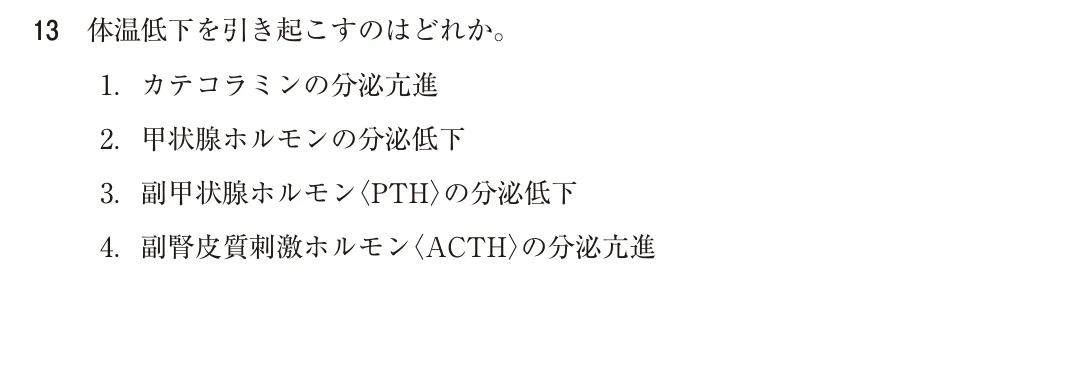 13 体温低下を引き起こすのはどれか。
1. カテコラミンの分泌亢進
2. 甲状腺ホルモンの分泌低下
3. 副甲状腺ホルモン〈PTH〉の分泌低下
4. 副腎皮質刺激ホルモン〈ACTH〉の分泌亢進